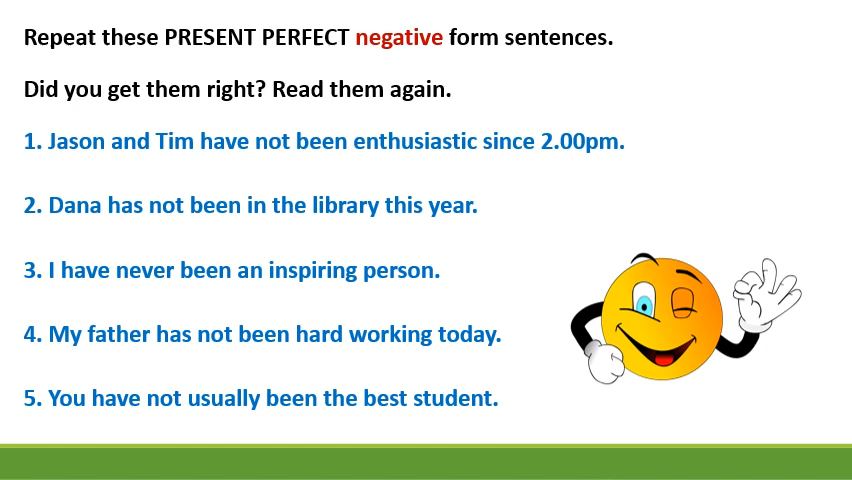 Repeat these PRESENT PERFECT negative form sentences.
Did you get them right? Read them again.
1. Jason and Tim have not been enthusiastic since 2.00pm.
2. Dana has not been in the library this year.
3. I have never been an inspiring person.
4. My father has not been hard working today.
5. You have not usually been the best student.